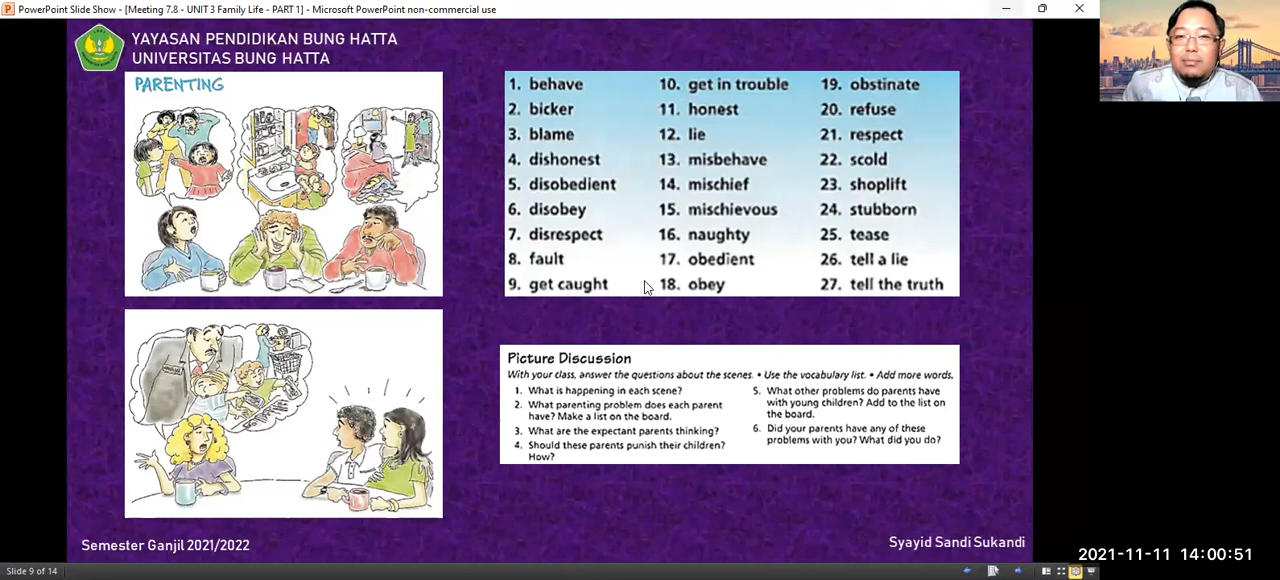 PowerPoint Slide Show - [Meeting 7.8 - UNIT 3 Family Life - PART 1] - Microsoft PowerPoint non-commercial use
YAYASAN PENDIDIKAN BUNG HATTA
UNIVERSITAS BUNG HATTA
PARENTING
1. behave
2. bicker
3. blame
4. dishonest
5. disobedient
6. disobey
7. disrespect
8. fault
9. get caught
10. get in trouble
11. honest
12. lie
13. misbehave
14. mischief
15. mischievous
16. naughty
17. obedient
18. obey
19. obstinate
20. refuse
21. respect
22. scold
23. shoplift
24. stubborn
25. tease
26. tell a lie
27. tell the truth
Picture Discussion
With your class, answer the questions about the scenes. • Use the vocabulary list. • Add more words.
1. What is happening in each scene?
2. What parenting problem does each parent
have? Make a list on the board.
3. What are the expectant parents thinking?
4. Should these parents punish their children?
How?
5. What other problems do parents have
with young children? Add to the list on
the board.
6. Did your parents have any of these
problems with you? What did you do?
Semester Ganjil 2021/2022
Syayid Sandi Sukandi
2021-11-11 14:00:51
Slide 9 of 14